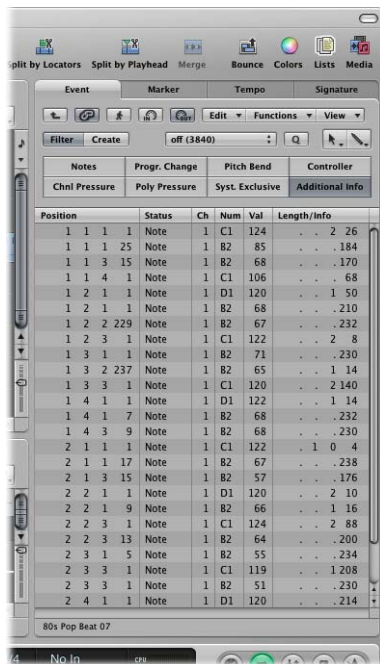 Split by Locators Split by Playhead Merge Bounce Colors Lists Media
Event Marker Tempo Signature
IN OUT Edit Functions View
Filter Create off (3840) Q
Notes Progr. Change Pitch Bend Controller
Chnl Pressure Poly Pressure Syst. Exclusive Additional Info
Position Status Ch Num Val Length/Info
1 1 1 1 Note 1 C1 124 . . 2 26
1 1 1 25 Note 1 B2 85 . . . 184
1 1 3 15 Note 1 B2 68 . . . 170
1 1 4 1 Note 1 C1 106 . . . 68
1 2 1 1 Note 1 D1 120 . . 1 50
1 2 1 1 Note 1 B2 68 . . . 210
1 2 2 229 Note 1 B2 67 . . . 232
1 2 3 1 Note 1 C1 122 . . 2 8
1 3 1 1 Note 1 B2 71 . . . 230
1 3 2 237 Note 1 B2 65 . . 1 14
1 3 3 1 Note 1 C1 120 . . 2 140
1 4 1 1 Note 1 D1 122 . . 1 14
1 4 1 7 Note 1 B2 68 . . . 232
1 4 3 9 Note 1 B2 68 . . . 230
2 1 1 1 Note 1 C1 122 . 1 0 4
2 1 1 17 Note 1 B2 67 . . . 238
2 1 3 15 Note 1 B2 57 . . . 176
2 2 1 1 Note 1 D1 120 . . 2 10
2 2 1 9 Note 1 B2 66 . . 1 16
2 2 3 1 Note 1 C1 124 . . 2 88
2 2 3 13 Note 1 B2 64 . . . 200
2 3 1 5 Note 1 B2 55 . . . 234
2 3 3 1 Note 1 C1 119 . . 1 208
2 3 3 1 Note 1 B2 51 . . . 230
2 4 1 1 Note 1 D1 120 . . . 214
80s Pop Beat 07
/4 No In CPU